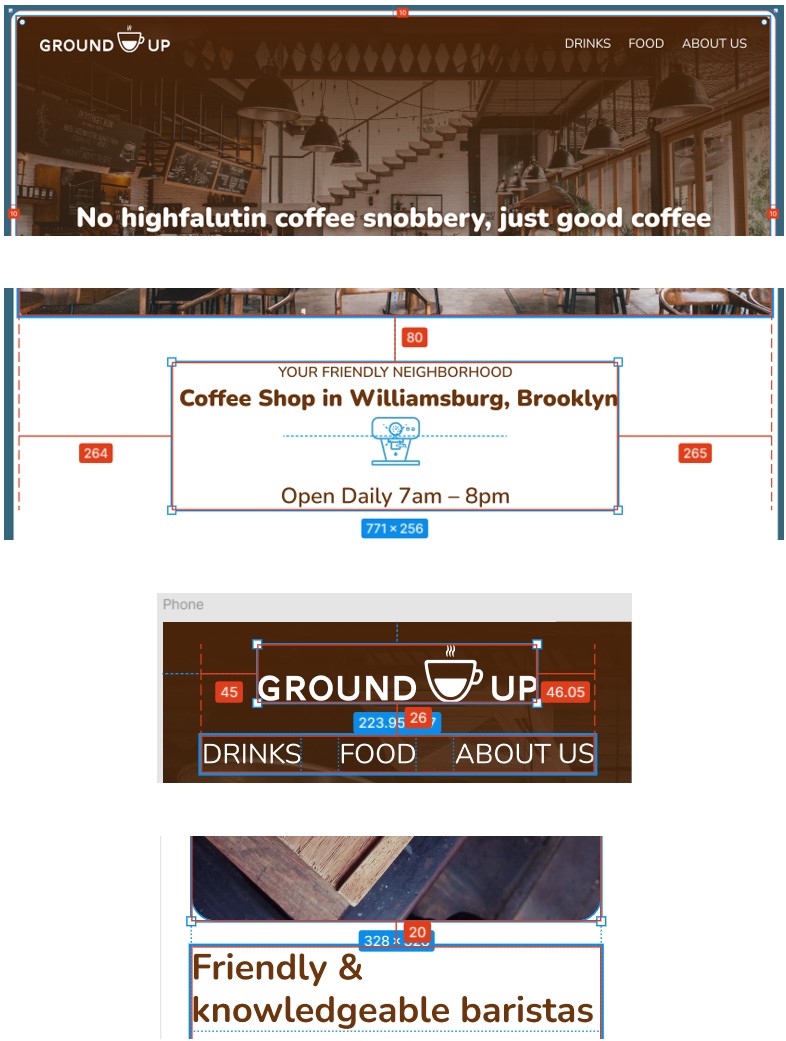 10
GROUND UP
DRINKS FOOD ABOUT US
10
10
No highfalutin coffee snobbery, just good coffee
80
YOUR FRIENDLY NEIGHBORHOOD
Coffee Shop in Williamsburg, Brooklyn
264
265
Open Daily 7am – 8pm
771 × 256
Phone
GROUND UP
45
46.05
223.95
26
7
DRINKS FOOD ABOUT US
328 ×
20
Friendly &
knowledgeable baristas